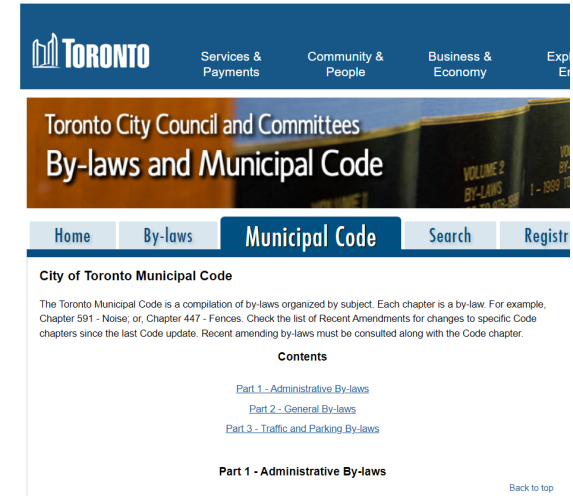 TORONTO
Services & Payments
Community & People
Business & Economy
Toronto City Council and Committees
By-laws and Municipal Code
VOLUME 2
BY-LAWS
Home
By-laws
Municipal Code
Search
City of Toronto Municipal Code
The Toronto Municipal Code is a compilation of by-laws organized by subject. Each chapter is a by-law. For example,
Chapter 591 - Noise; or, Chapter 447 - Fences. Check the list of Recent Amendments for changes to specific Code
chapters since the last Code update. Recent amending by-laws must be consulted along with the Code chapter.
Contents
Part 1 - Administrative By-laws
Part 2 - General By-laws
Part 3 - Traffic and Parking By-laws
Part 1 - Administrative By-laws
Back to top